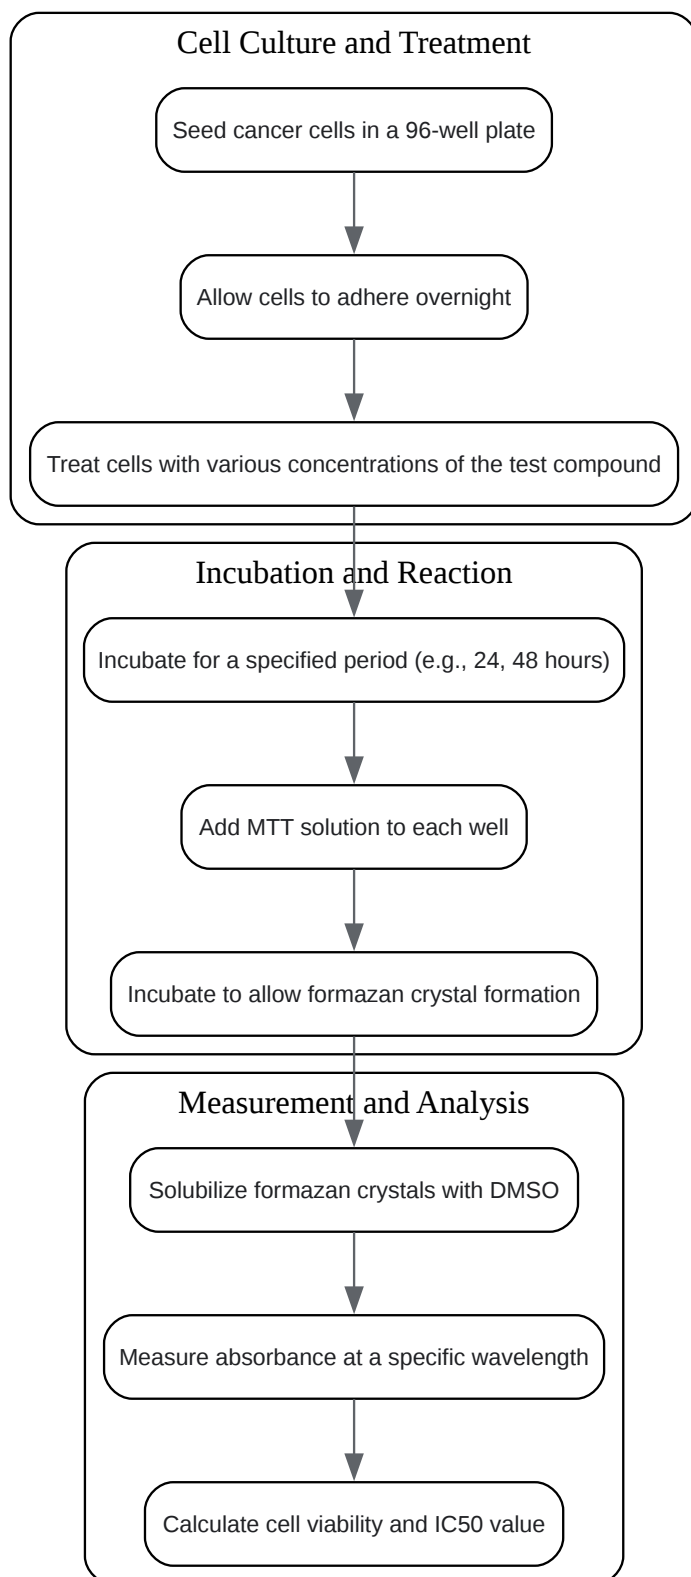 Cell Culture and Treatment
Seed cancer cells in a 96-well plate
Allow cells to adhere overnight
Treat cells with various concentrations of the test compound
Incubation and Reaction
Incubate for a specified period (e.g., 24, 48 hours)
Add MTT solution to each well
Incubate to allow formazan crystal formation
Measurement and Analysis
Solubilize formazan crystals with DMSO
Measure absorbance at a specific wavelength
Calculate cell viability and IC50 value